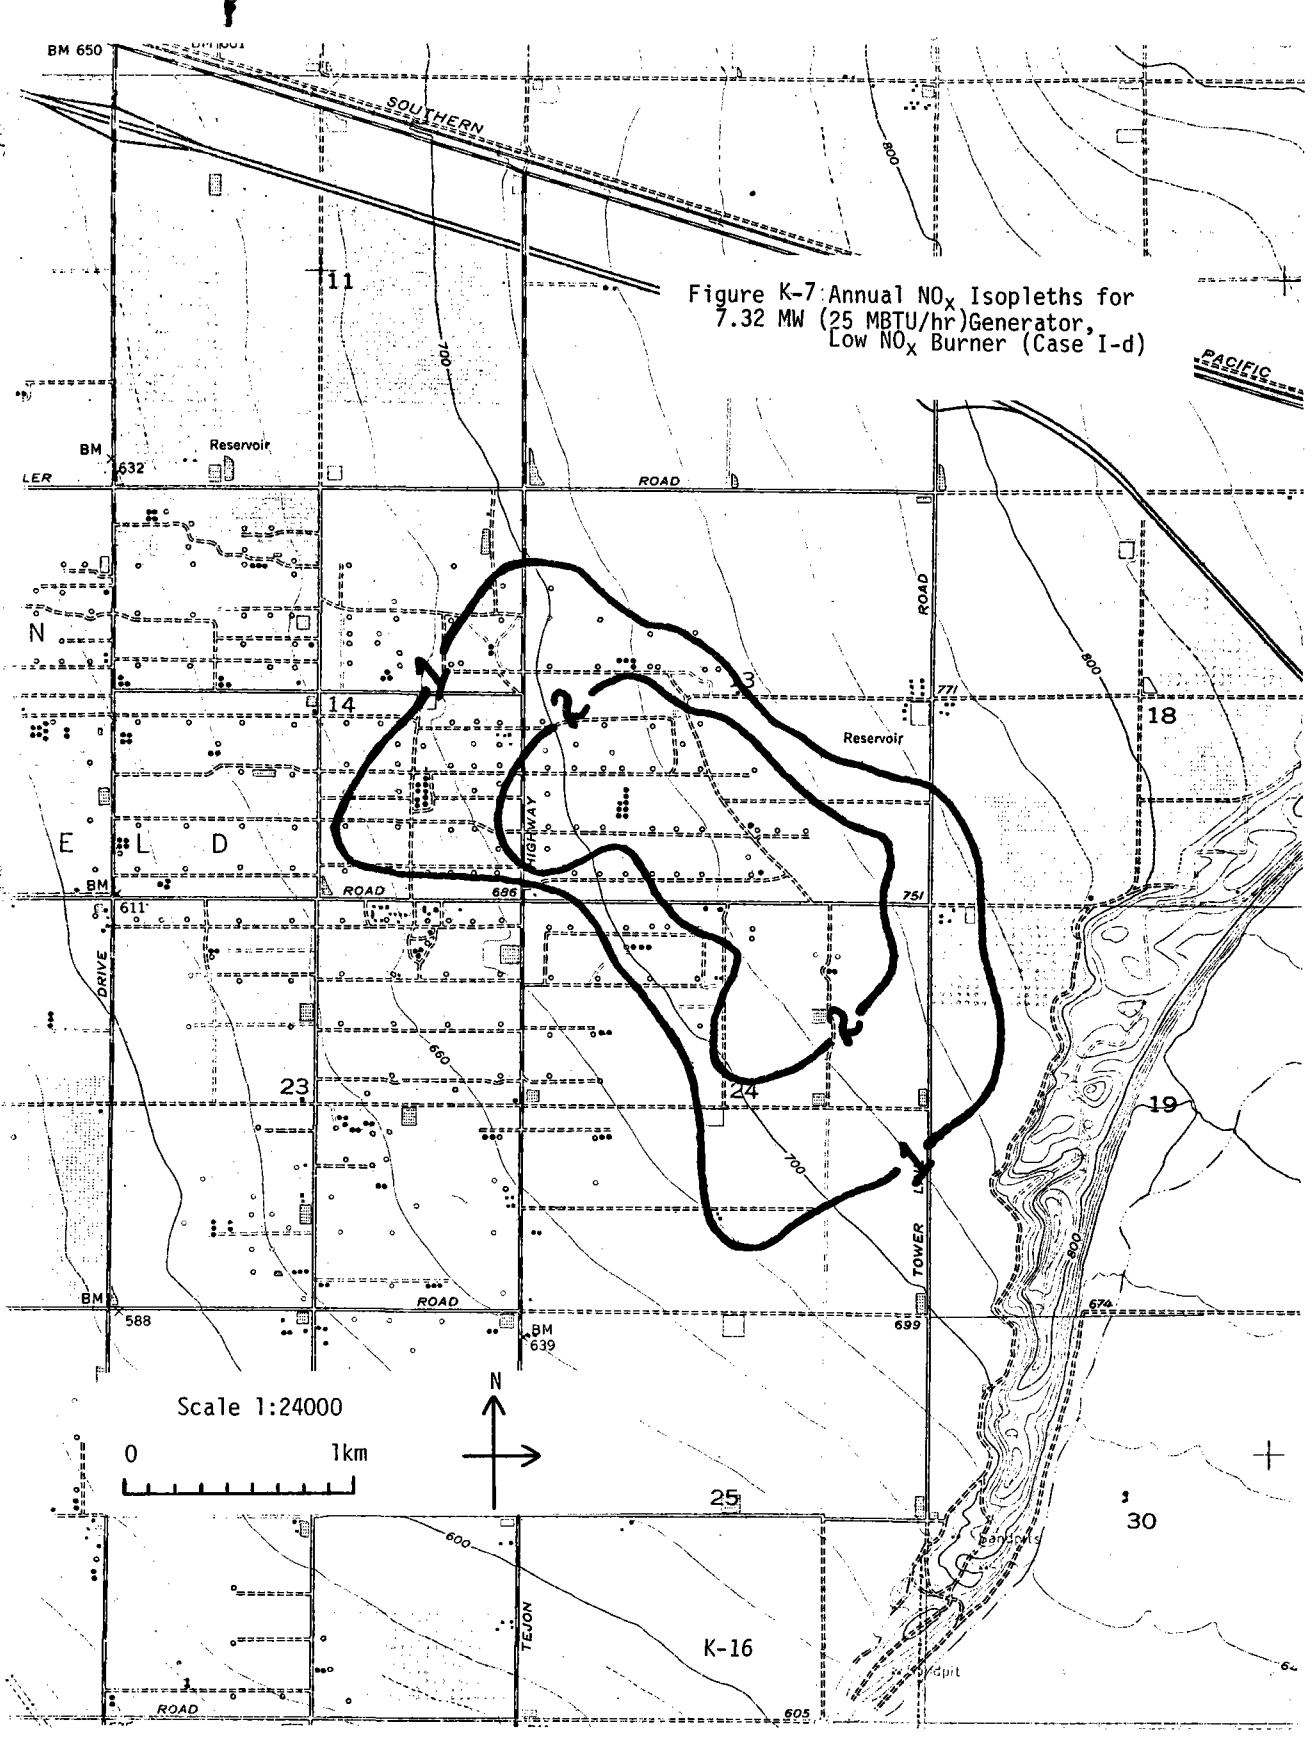 BM 650
SOUTHERN
800
11
Figure K-7 Annual NOx Isopleths for
7.32 MW (25 MBTU/hr)Generator,
Low NOx Burner (Case I-d)
700
PACIFIC
BM
632
Reservoir
LER
ROAD
ROAD
N
1
2
14
771
18
800
Reservoir
HIGHWAY
E L D
BM
611
ROAD
686
751
DRIVE
660
2
23
24
19
700
1
TOWER
800
BM
588
ROAD
BM
639
699
674
Scale 1:24000
0 1km
N
25
30
600
TEJON
K-16
ROAD
605